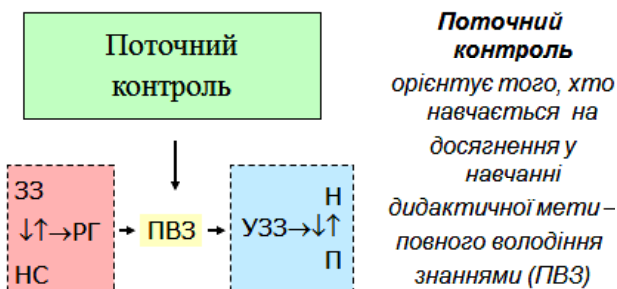 Поточний
контроль
ЗЗ
↓↑→РГ
НС
ПВЗ
Н
УЗЗ→↓↑
П
Поточний
контроль
орієнтує того, хто
навчається на
досягнення у
навчанні
дидактичної мети –
повного володіння
знаннями (ПВЗ)